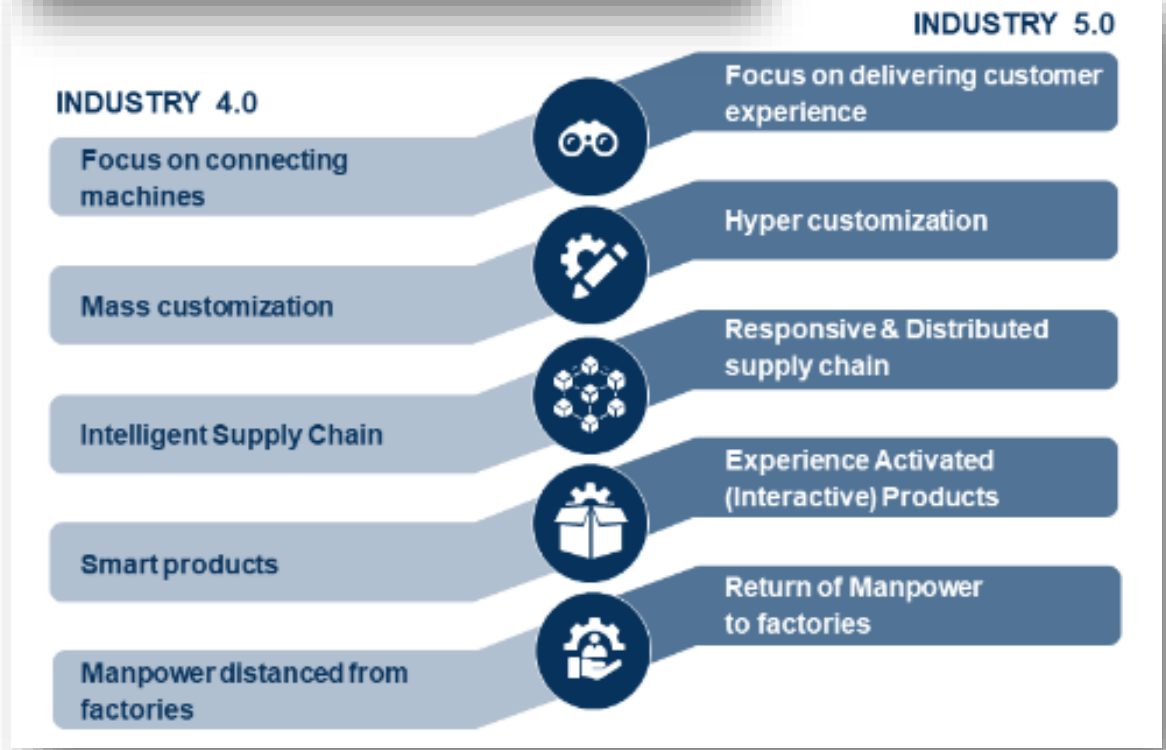 INDUSTRY 5.0
INDUSTRY 4.0
Focus on connecting
machines
Focus on delivering customer
experience
Mass customization
Hyper customization
Intelligent Supply Chain
Responsive & Distributed
supply chain
Smart products
Experience Activated
(Interactive) Products
Manpower distanced from
factories
Return of Manpower
to factories